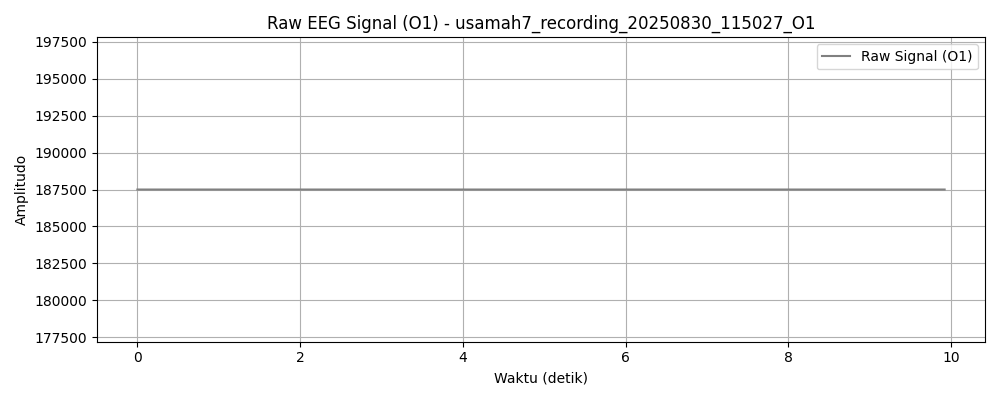 Raw EEG Signal (O1) - usamah7_recording_20250830_115027_O1
Raw Signal (O1)
Amplitudo
197500
195000
192500
190000
187500
185000
182500
180000
177500
0 2 4 6 8 10
Waktu (detik)